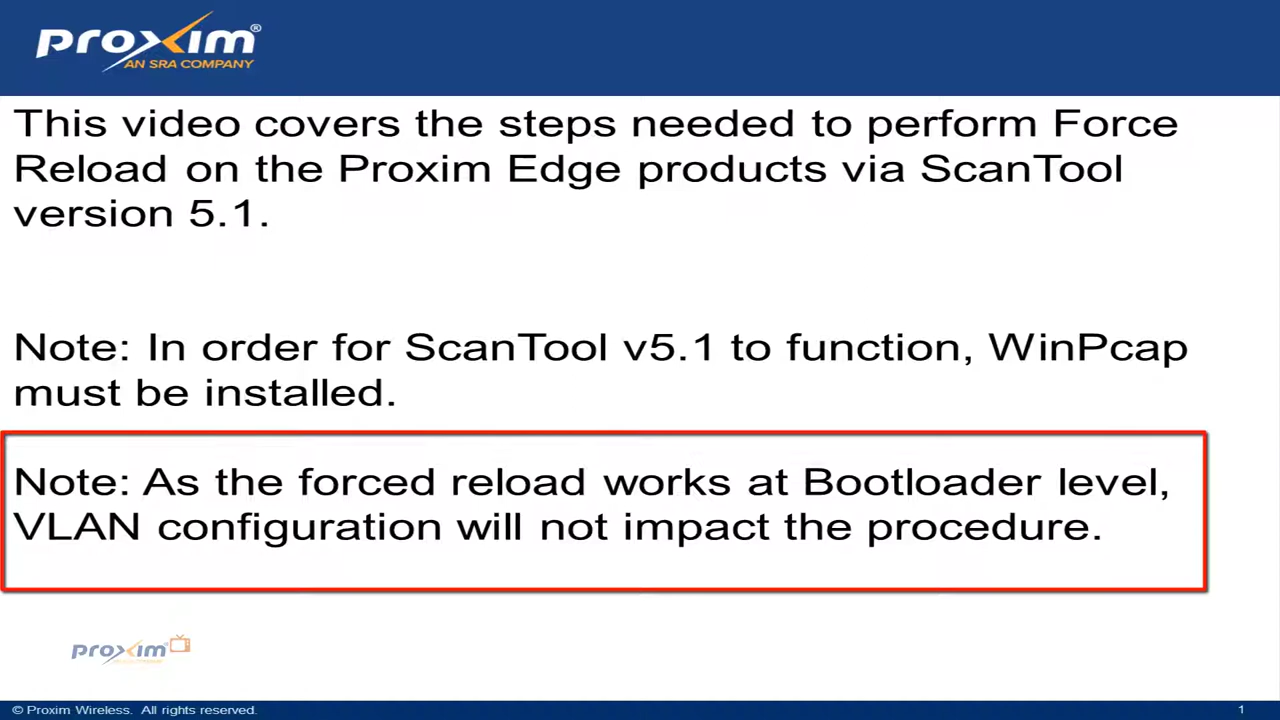 proxim®
AN SRA COMPANY
This video covers the steps needed to perform Force
Reload on the Proxim Edge products via ScanTool
version 5.1.
Note: In order for ScanTool v5.1 to function, WinPcap
must be installed.
Note: As the forced reload works at Bootloader level,
VLAN configuration will not impact the procedure.
proxim®
© Proxim Wireless. All rights reserved.
1